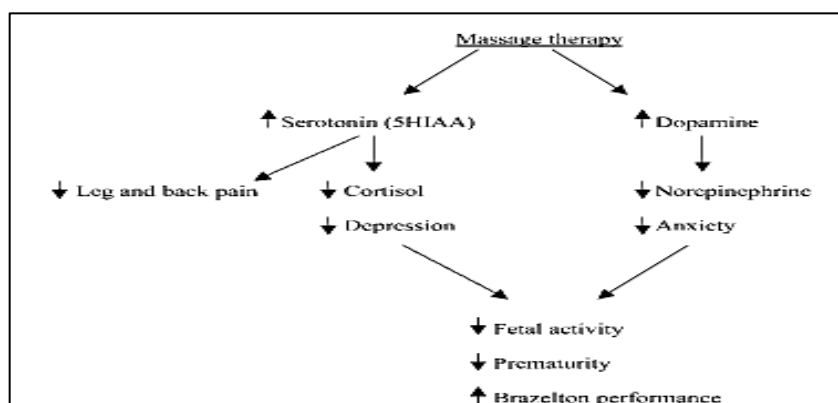 Massage therapy
↑ Serotonin (5HIAA) ↑ Dopamine
↓ Leg and back pain ↓ Cortisol ↓ Norepinephrine
↓ Depression ↓ Anxiety
↓ Fetal activity
↓ Prematurity
↑ Brazelton performance